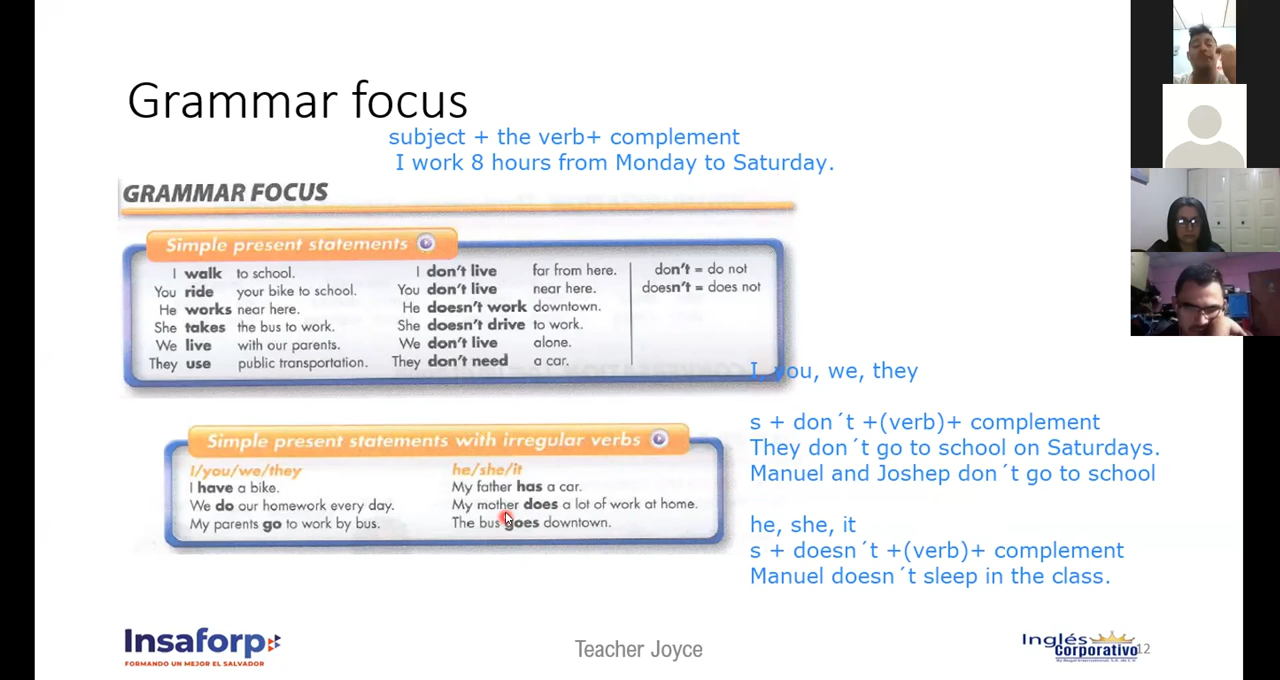 Grammar focus
subject + the verb+ complement
I work 8 hours from Monday to Saturday.
GRAMMAR FOCUS
Simple present statements
I walk to school.
You ride your bike to school.
He works near here.
She takes the bus to work.
We live with our parents.
They use public transportation.
I don't live far from here.
You don't live near here.
He doesn't work downtown.
She doesn't drive to work.
We don't live alone.
They don't need a car.
don't = do not
doesn't = does not
I, you, we, they
s + don´t +(verb)+ complement
They don´t go to school on Saturdays.
Manuel and Joshep don´t go to school
he, she, it
s + doesn´t +(verb)+ complement
Manuel doesn´t sleep in the class.
Simple present statements with irregular verbs
I/you/we/they
I have a bike.
We do our homework every day.
My parents go to work by bus.
he/she/it
My father has a car.
My mother does a lot of work at home.
The bus goes downtown.
Insaforp
FORMANDO UN MEJOR EL SALVADOR
Teacher Joyce
Inglés
Corporativo
12